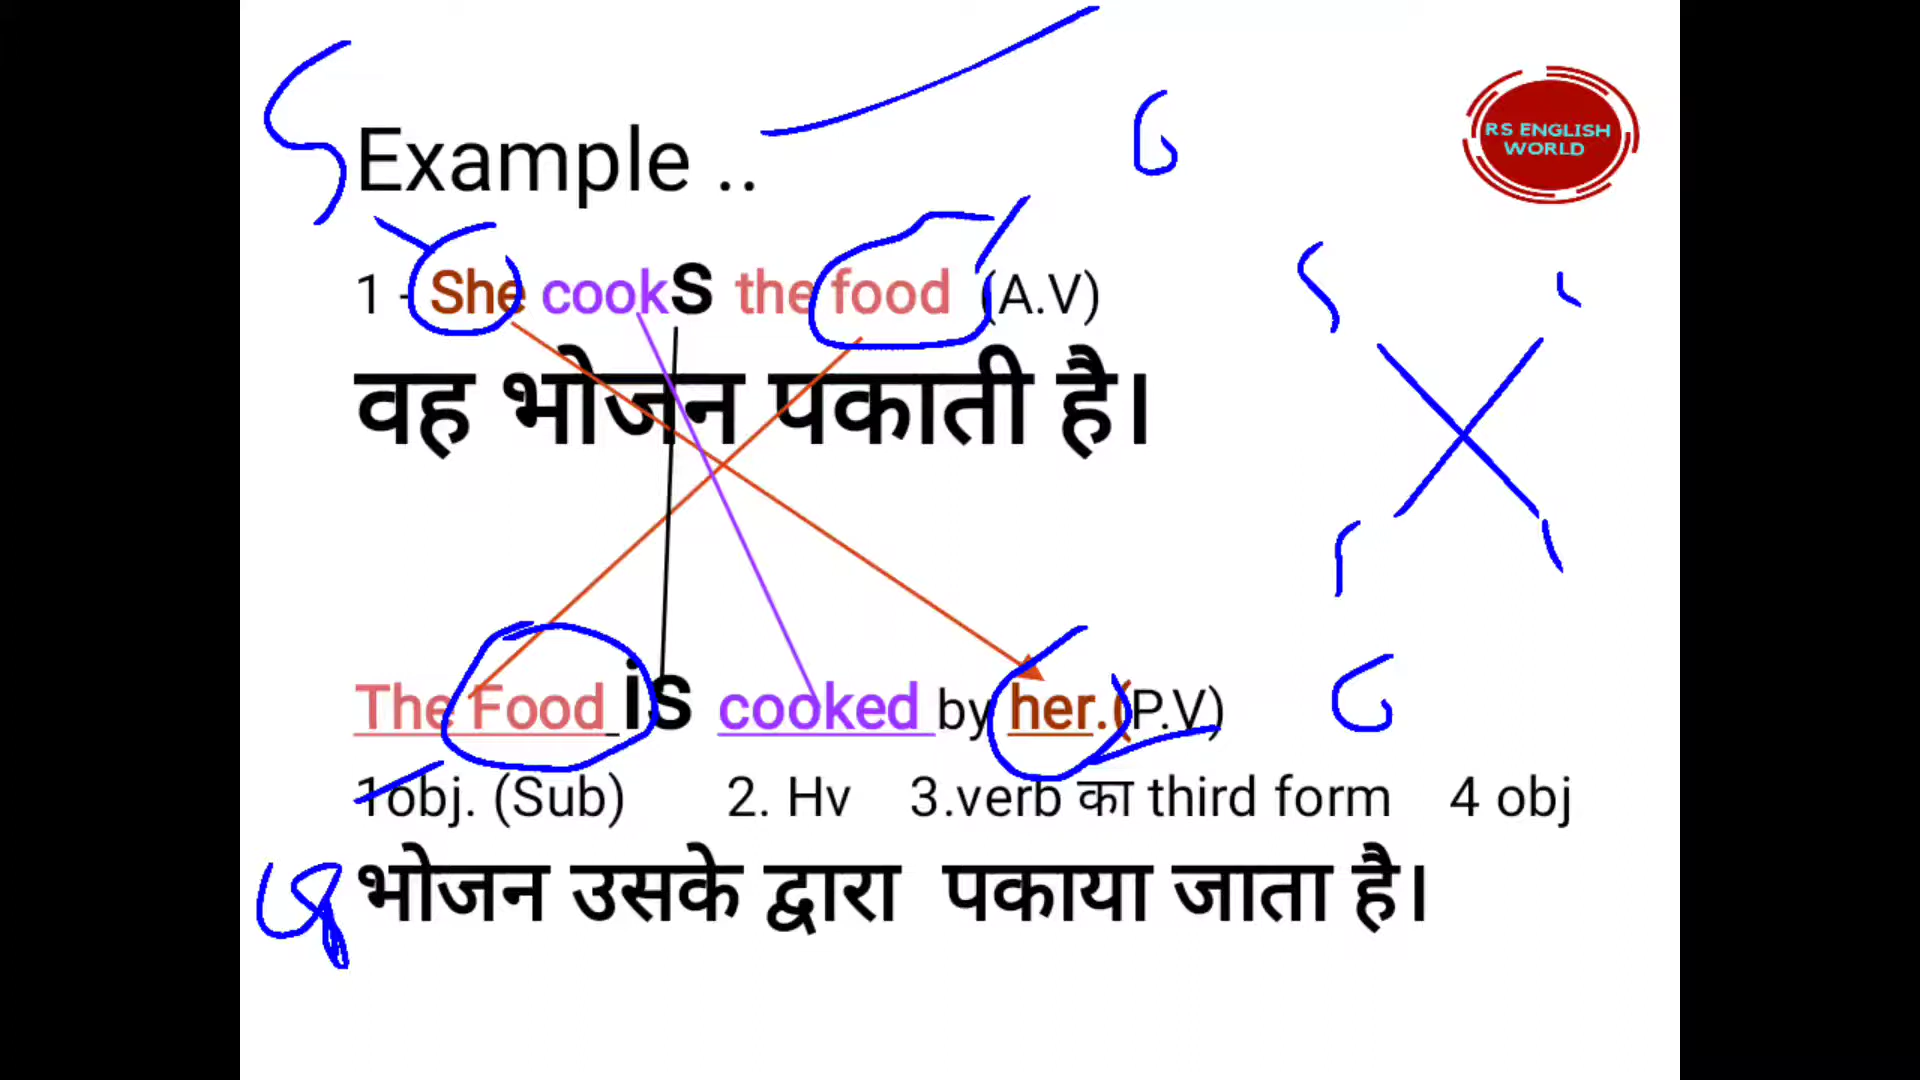 Example ..
RS ENGLISH
WORLD
1 - She cooks the food (A.V)
वह भोजन पकाती है।
The Food is cooked by her.(P.V)
1obj. (Sub) 2. Hv 3.verb का third form 4 obj
भोजन उसके द्वारा पकाया जाता है।